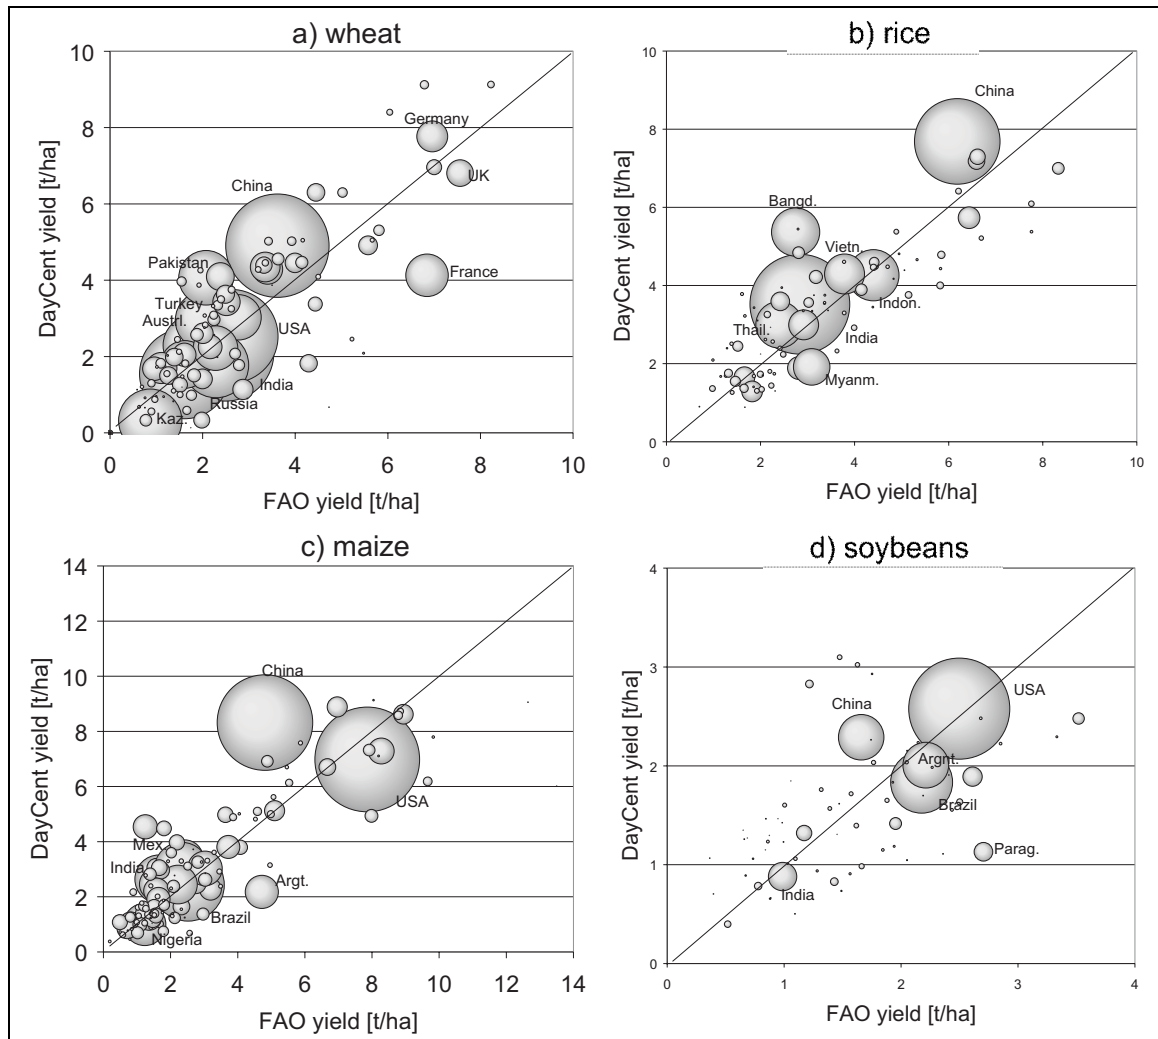 a) wheat
10
8
6
4
2
0
0 2 4 6 8 10
DayCent yield [t/ha]
FAO yield [t/ha]
Germany
UK
China
France
Pakistan
Turkey
Austrl.
USA
India
Russia
Kaz.
b) rice
10
8
6
4
2
0
0 2 4 6 8 10
DayCent yield [t/ha]
FAO yield [t/ha]
China
Bangd.
Vietn.
Indon.
Thail.
India
Myanm.
c) maize
14
12
10
8
6
4
2
0
0 2 4 6 8 10 12 14
DayCent yield [t/ha]
FAO yield [t/ha]
China
USA
Mex.
India
Argt.
Brazil
Nigeria
d) soybeans
4
3
2
1
0
0 1 2 3 4
DayCent yield [t/ha]
FAO yield [t/ha]
USA
China
Argnt.
Brazil
Parag.
India